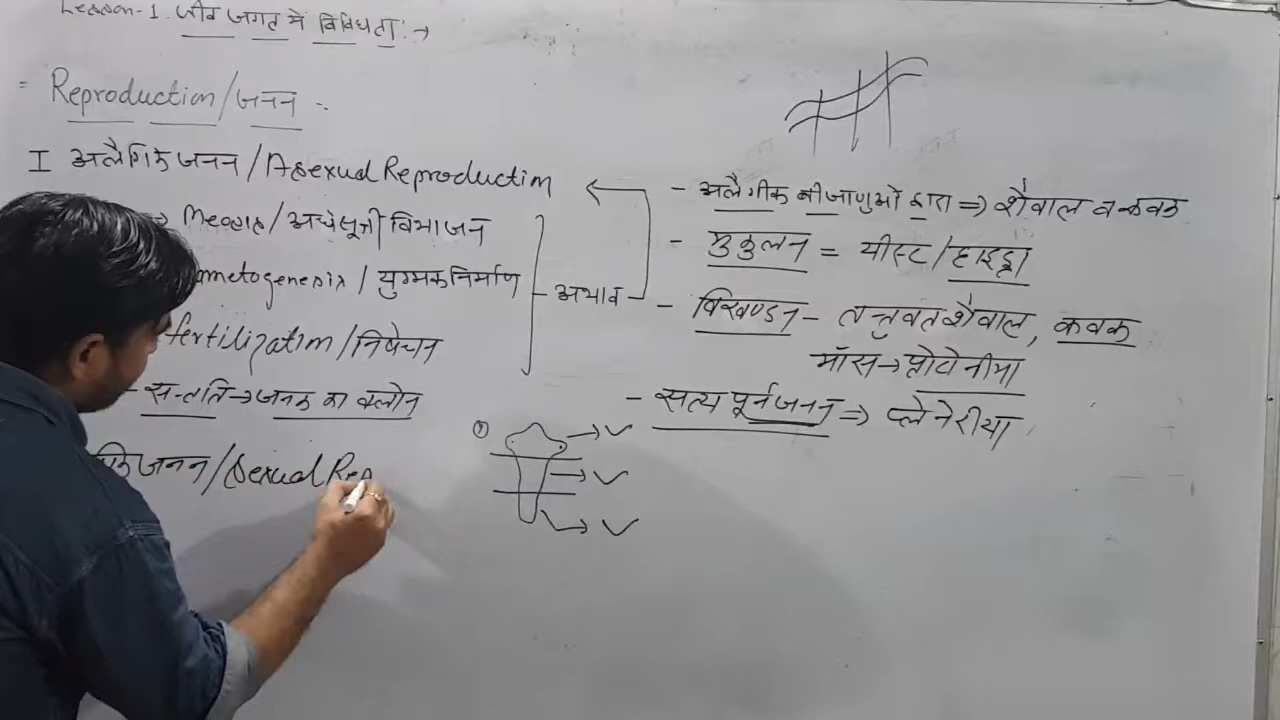 Lesson-1. जीव जगत मे विविधता :→
= Reproduction/जनन :-
I अलैगिक जनन/Asexual Reproduction
→ अर्धसूत्री विभाजन
ametogenesis/युग्मक निर्माण
fertilization/निषेचन
- सन्तति → जनक का क्लोन
अभाव
जनन/Sexual Rep
- अलैगीक बीजाणुओं द्वारा ⇒ शैवाल व कवक
- मुकुलन = यीस्ट/हाइड्रा
- विखण्डन - तन्तुवत शैवाल, कवक
मॉस → प्रोटोनीमा
- सत्य पूर्नजनन ⇒ प्लेनेरीया
①